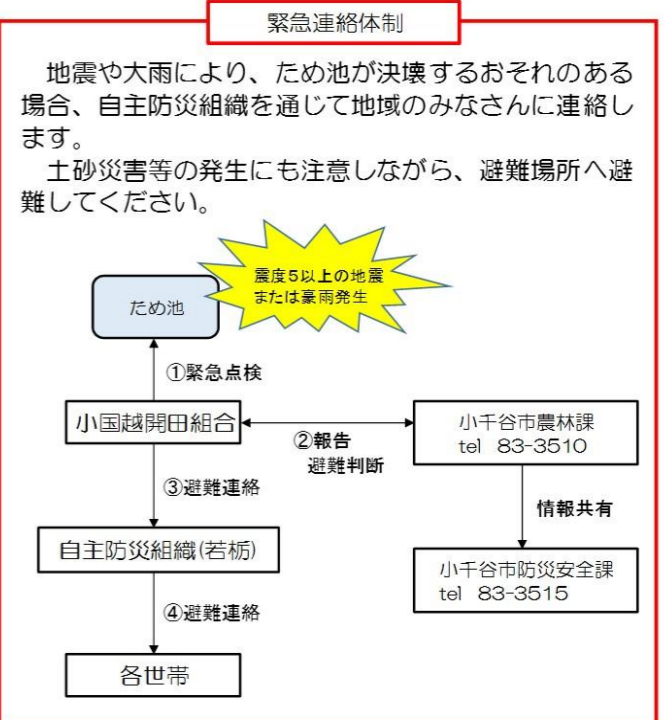 緊急連絡体制
　地震や大雨により、ため池が決壊するおそれのある
場合、自主防災組織を通じて地域のみなさんに連絡し
ます。
　土砂災害等の発生にも注意しながら、避難場所へ避
難してください。
震度5以上の地震
または豪雨発生
ため池
①緊急点検
小国越開田組合
②報告
避難判断
小千谷市農林課
tel 83-3510
③避難連絡
情報共有
自主防災組織(若栃)
小千谷市防災安全課
tel 83-3515
④避難連絡
各世帯